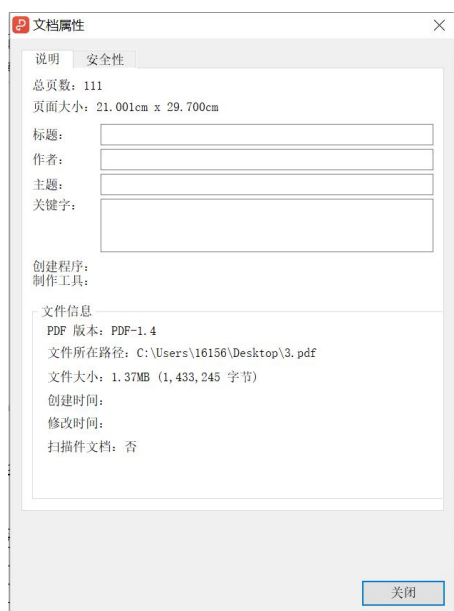 文档属性
说明 安全性
总页数: 111
页面大小: 21.001cm x 29.700cm
标题:
作者:
主题:
关键字:
创建程序:
制作工具:
文件信息
PDF 版本: PDF-1.4
文件所在路径: C:\Users\16156\Desktop\3.pdf
文件大小: 1.37MB (1,433,245 字节)
创建时间:
修改时间:
扫描件文档: 否
关闭